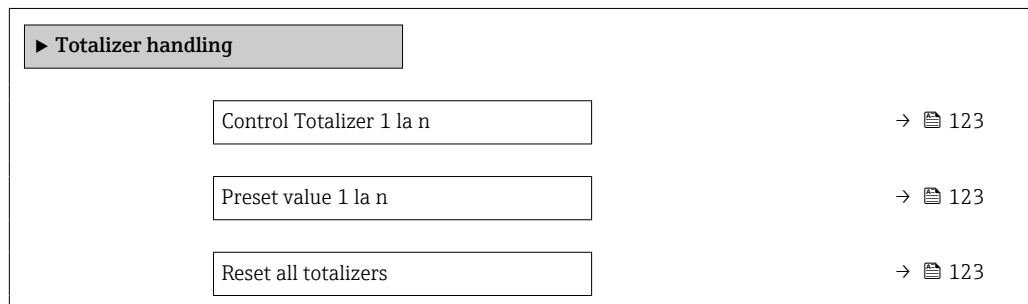 ▶ Totalizer handling
Control Totalizer 1 la n → 123
Preset value 1 la n → 123
Reset all totalizers → 123